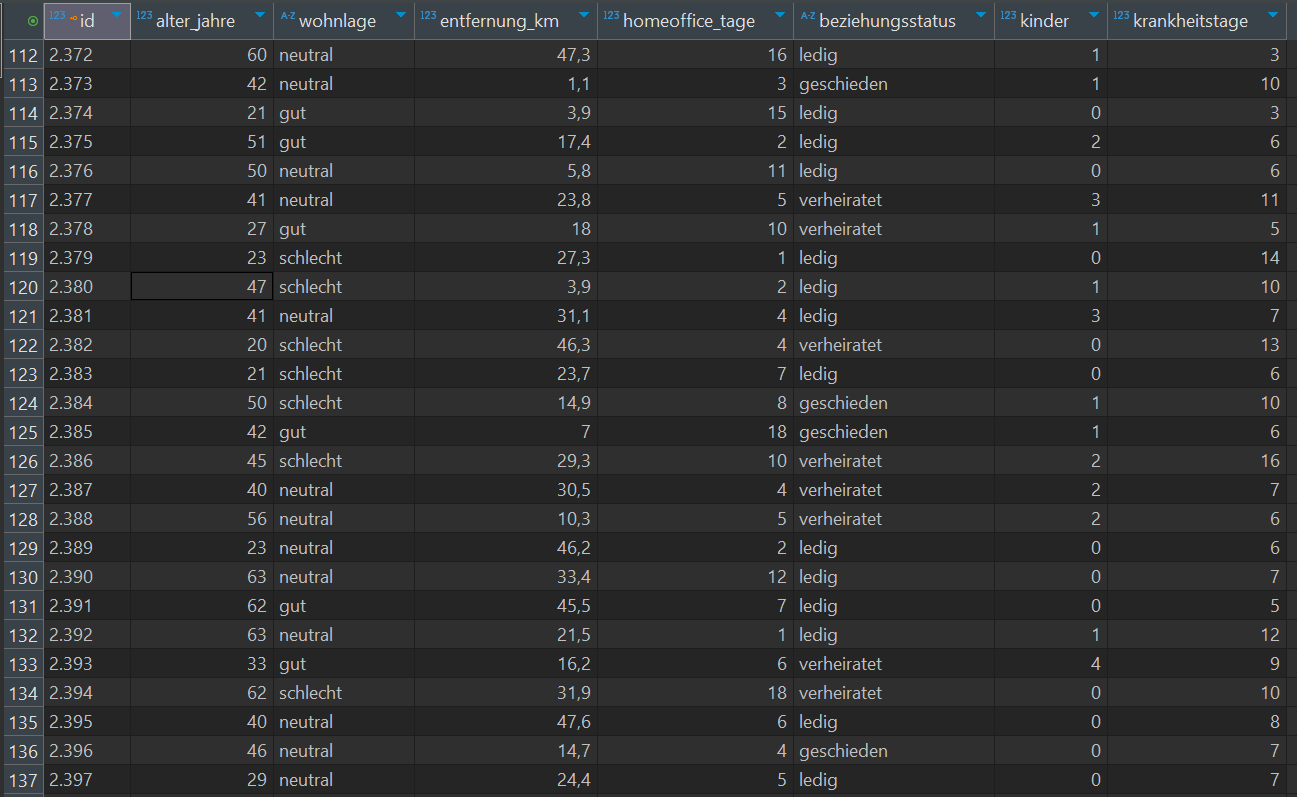 123 id 123 alter_jahre A-Z wohnlage 123 entfernung_km 123 homeoffice_tage A-Z beziehungsstatus 123 kinder 123 krankheitstage
112 2.372 60 neutral 47,3 16 ledig 1 3
113 2.373 42 neutral 1,1 3 geschieden 1 10
114 2.374 21 gut 3,9 15 ledig 0 3
115 2.375 51 gut 17,4 2 ledig 2 6
116 2.376 50 neutral 5,8 11 ledig 0 6
117 2.377 41 neutral 23,8 5 verheiratet 3 11
118 2.378 27 gut 18 10 verheiratet 1 5
119 2.379 23 schlecht 27,3 1 ledig 0 14
120 2.380 47 schlecht 3,9 2 ledig 1 10
121 2.381 41 neutral 31,1 4 ledig 3 7
122 2.382 20 schlecht 46,3 4 verheiratet 0 13
123 2.383 21 schlecht 23,7 7 ledig 0 6
124 2.384 50 schlecht 14,9 8 geschieden 1 10
125 2.385 42 gut 7 18 geschieden 1 6
126 2.386 45 schlecht 29,3 10 verheiratet 2 16
127 2.387 40 neutral 30,5 4 verheiratet 2 7
128 2.388 56 neutral 10,3 5 verheiratet 2 6
129 2.389 23 neutral 46,2 2 ledig 0 6
130 2.390 63 neutral 33,4 12 ledig 0 7
131 2.391 62 gut 45,5 7 ledig 0 5
132 2.392 63 neutral 21,5 1 ledig 1 12
133 2.393 33 gut 16,2 6 verheiratet 4 9
134 2.394 62 schlecht 31,9 18 verheiratet 0 10
135 2.395 40 neutral 47,6 6 ledig 0 8
136 2.396 46 neutral 14,7 4 geschieden 0 7
137 2.397 29 neutral 24,4 5 ledig 0 7